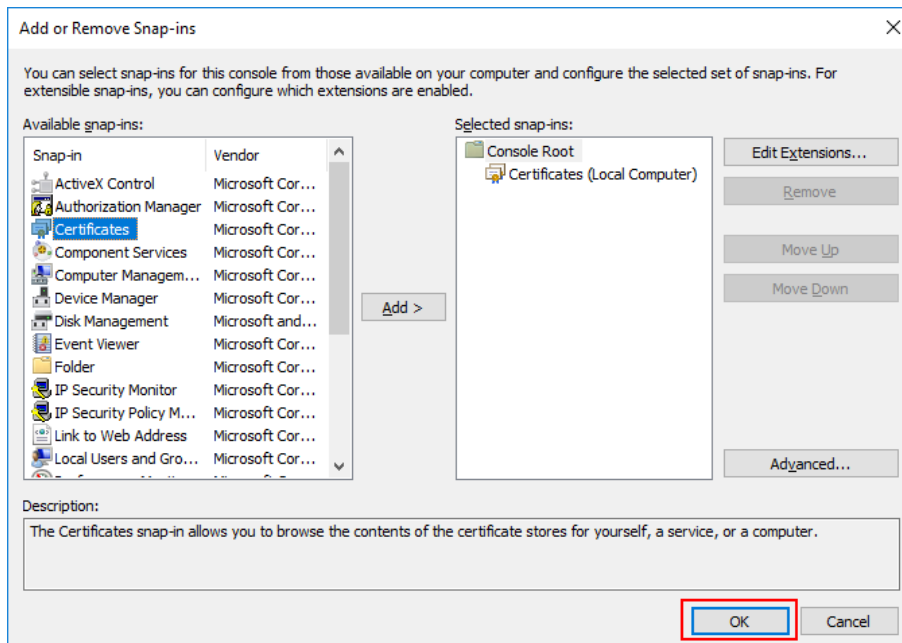 Add or Remove Snap-ins
You can select snap-ins for this console from those available on your computer and configure the selected set of snap-ins. For
extensible snap-ins, you can configure which extensions are enabled.
Available snap-ins:
Snap-in Vendor
ActiveX Control Microsoft Cor...
Authorization Manager Microsoft Cor...
Certificates Microsoft Cor...
Component Services Microsoft Cor...
Computer Managem... Microsoft Cor...
Device Manager Microsoft Cor...
Disk Management Microsoft and...
Event Viewer Microsoft Cor...
Folder Microsoft Cor...
IP Security Monitor Microsoft Cor...
IP Security Policy M... Microsoft Cor...
Link to Web Address Microsoft Cor...
Local Users and Gro... Microsoft Cor...
Add >
Selected snap-ins:
Console Root
Certificates (Local Computer)
Edit Extensions...
Remove
Move Up
Move Down
Advanced...
Description:
The Certificates snap-in allows you to browse the contents of the certificate stores for yourself, a service, or a computer.
OK
Cancel